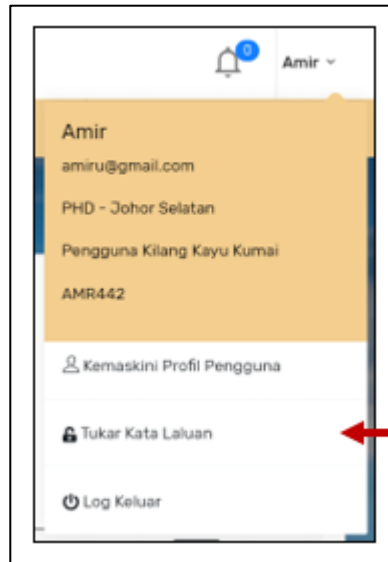 0
Amir
Amir
amiru@gmail.com
PHD - Johor Selatan
Pengguna Kilang Kayu Kumai
AMR442
Kemaskini Profil Pengguna
Tukar Kata Laluan
Log Keluar